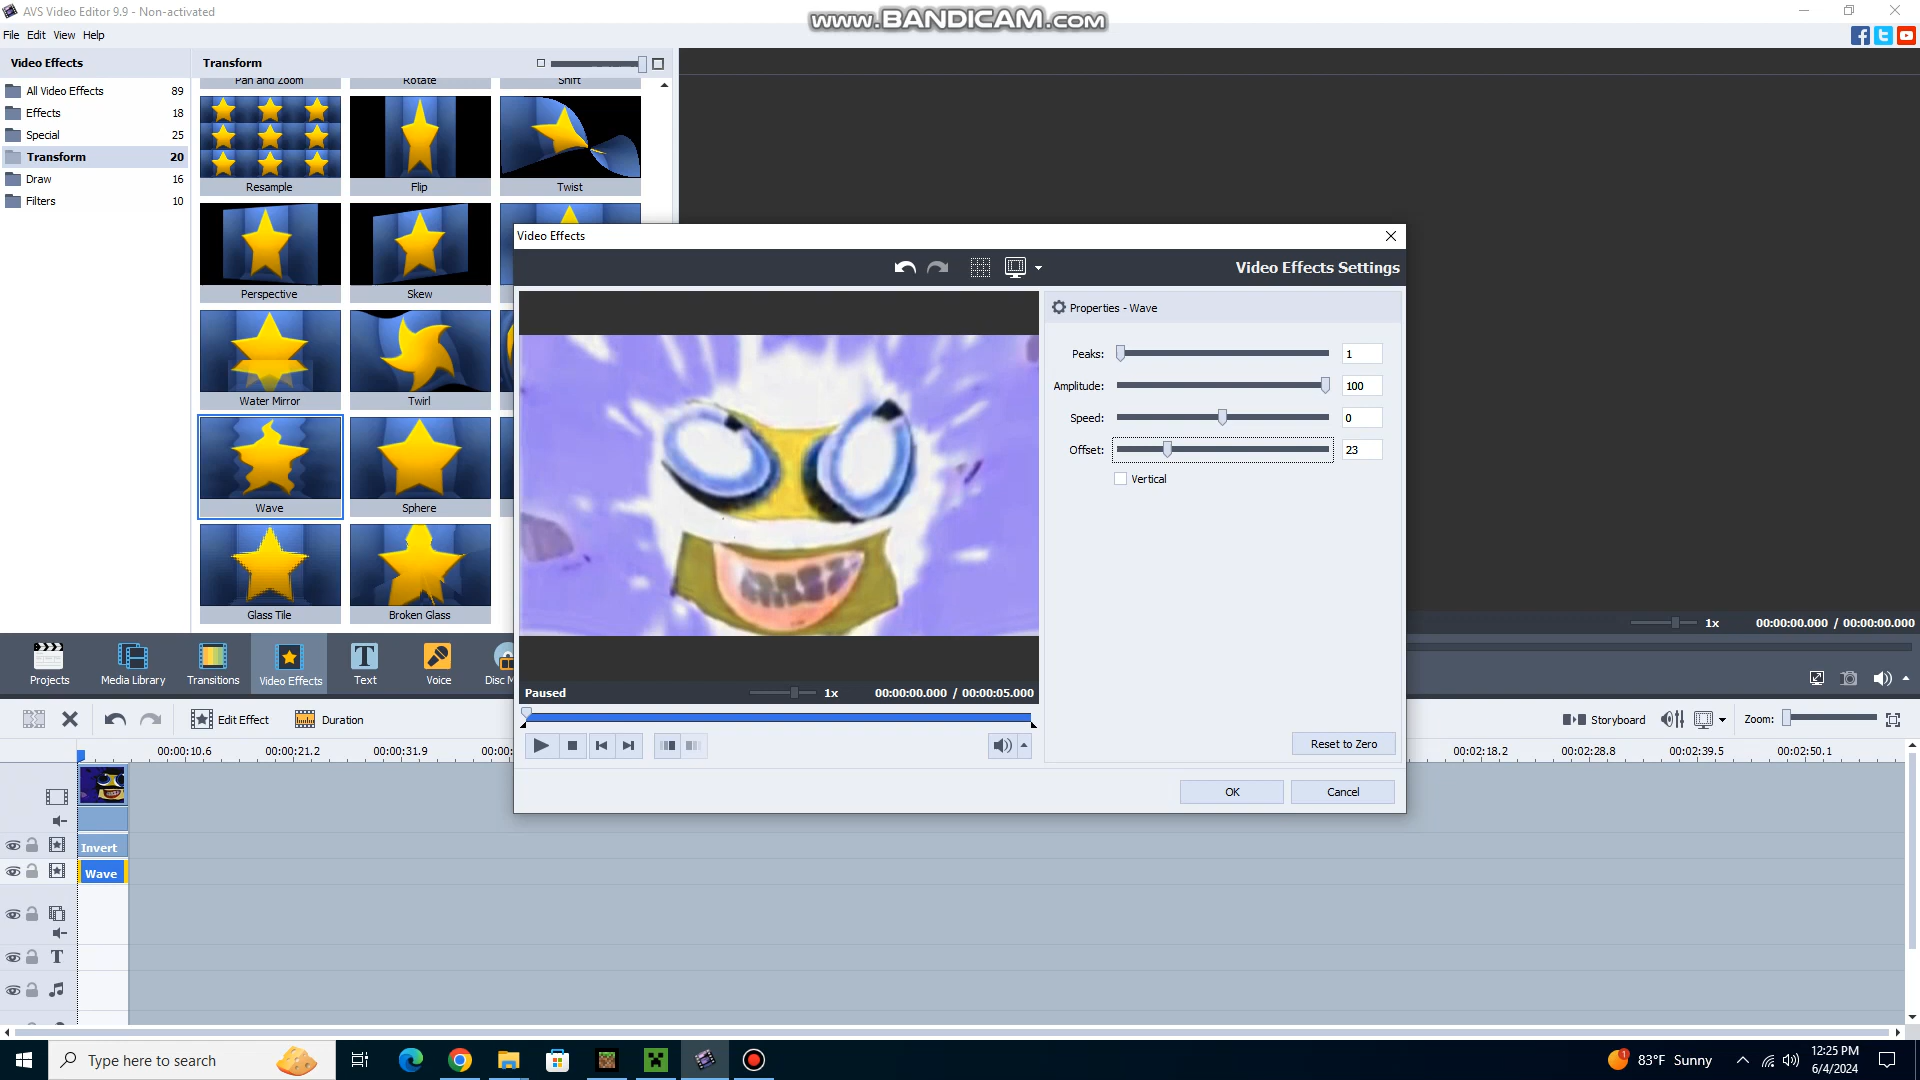 AVS Video Editor 9.9 - Non-activated
www.BANDICAM.com
File Edit View Help
Video Effects
Transform
All Video Effects 89
Effects 18
Special 25
Transform 20
Draw 16
Filters 10
Pan and Zoom Rotate Shift
Resample Flip Twist
Perspective Skew
Water Mirror Twirl
Wave Sphere
Glass Tile Broken Glass
Video Effects
Video Effects Settings
Properties - Wave
Peaks: 1
Amplitude: 100
Speed: 0
Offset: 23
Vertical
Paused 1x 00:00:00.000 / 00:00:05.000
Reset to Zero
OK Cancel
1x 00:00:00.000 / 00:00:00.000
Projects Media Library Transitions Video Effects Text Voice Disc M
Edit Effect Duration
Storyboard Zoom:
00:00:10.6 00:00:21.2 00:00:31.9 00:00: 00:02:18.2 00:02:28.8 00:02:39.5 00:02:50.1
Invert
Wave
T
Type here to search
83°F Sunny
12:25 PM
6/4/2024